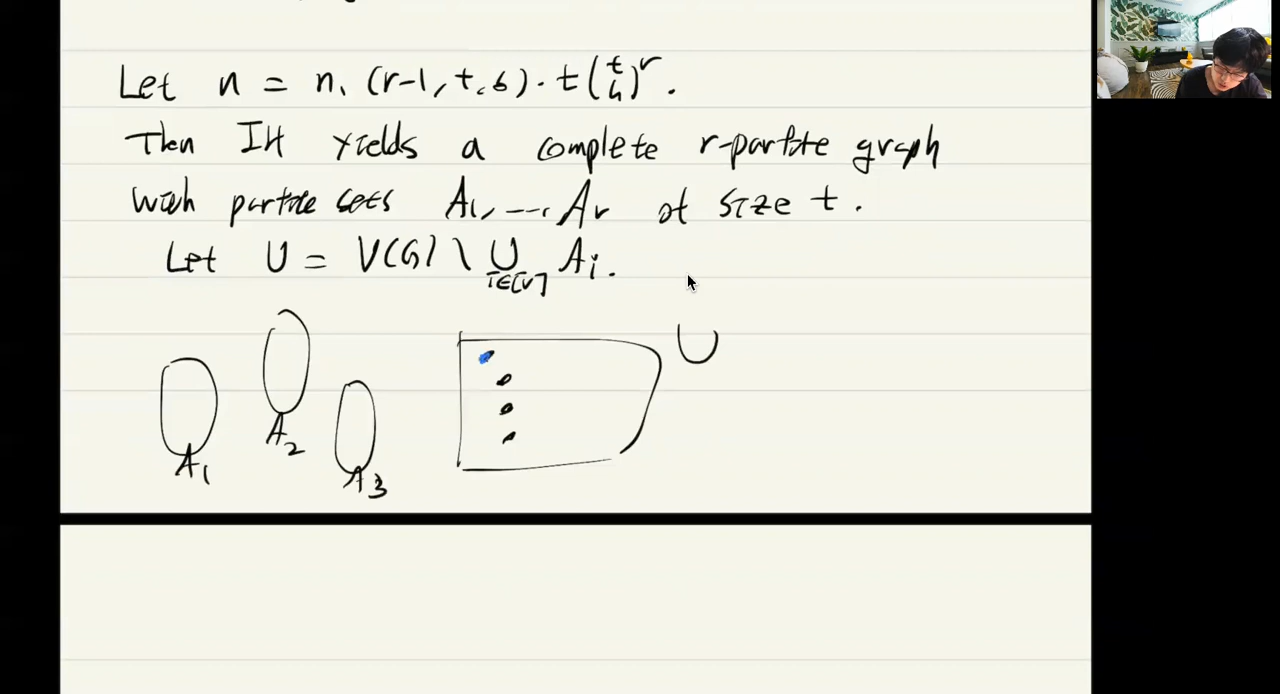 Let n = n₁ (r-1, t, 6) · t (t h)^r .
Then IH yields a complete r-partite graph
with partite sets A₁, ..., Ar of size t .
Let U = V(G) \ ∪_{i∈[r]} Aᵢ .
U
A₁
A₂
A₃